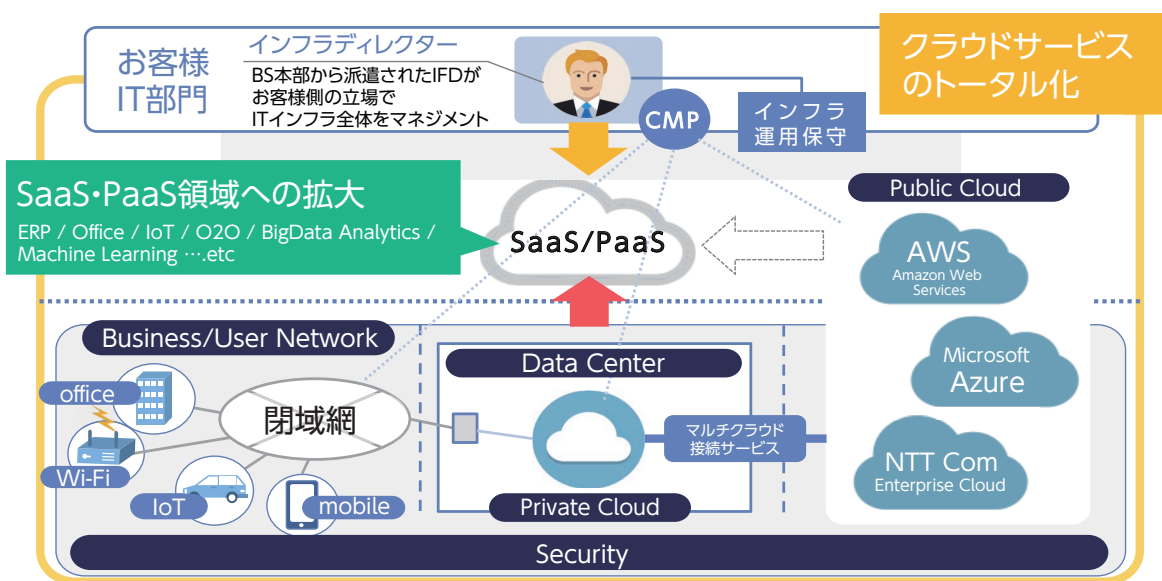 お客様
IT部門
インフラディレクター
BS本部から派遣されたIFDが
お客様側の立場で
ITインフラ全体をマネジメント
CMP
インフラ
運用保守
クラウドサービス
のトータル化
SaaS・PaaS領域への拡大
ERP / Office / IoT / O2O / BigData Analytics /
Machine Learning ….etc
SaaS/PaaS
Public Cloud
AWS
Amazon Web
Services
Microsoft
Azure
NTT Com
Enterprise Cloud
Business/User Network
office
Wi-Fi
IoT
mobile
閉域網
Data Center
マルチクラウド
接続サービス
Private Cloud
Security